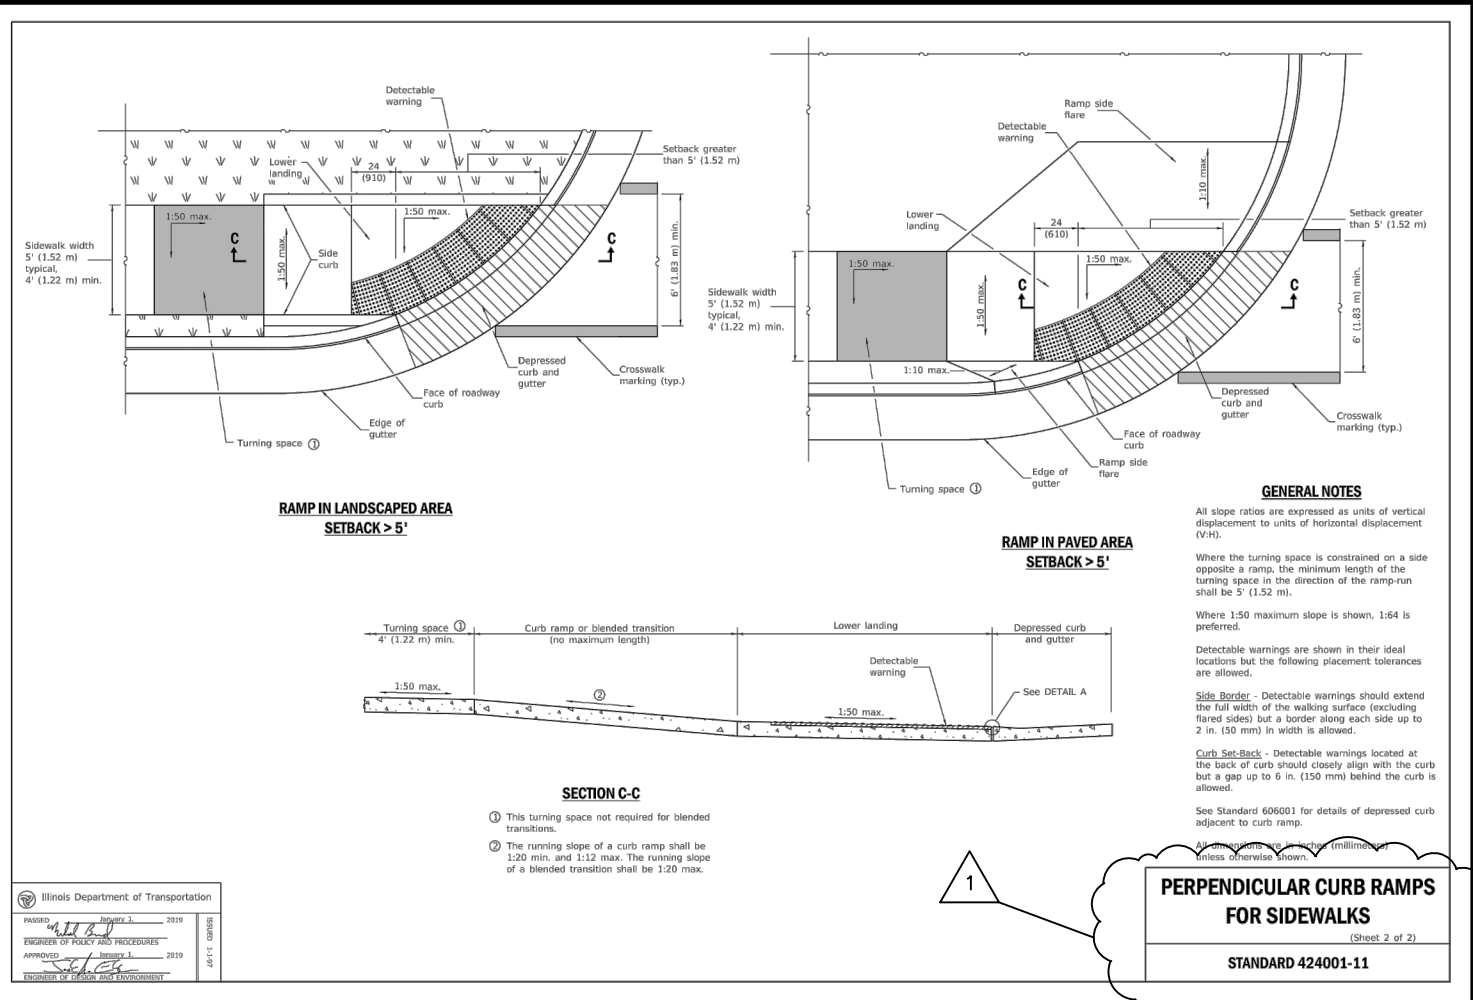 Detectable
warning
Setback greater
than 5' (1.52 m)
Lower
landing
24
(910)
1:50 max.
1:50 max.
C
C
Sidewalk width
5' (1.52 m)
typical,
4' (1.22 m) min.
1:50 max.
Side
curb
6' (1.83 m) min.
Depressed
curb and
gutter
Crosswalk
marking (typ.)
Face of roadway
curb
Edge of
gutter
Turning space ①
RAMP IN LANDSCAPED AREA
SETBACK > 5'
Ramp side
flare
Detectable
warning
1:10 max.
Lower
landing
24
(610)
Setback greater
than 5' (1.52 m)
1:50 max.
1:50 max.
C
C
Sidewalk width
5' (1.52 m)
typical,
4' (1.22 m) min.
1:50 max.
6' (1.83 m) min.
1:10 max.
Depressed
curb and
gutter
Crosswalk
marking (typ.)
Face of roadway
curb
Ramp side
flare
Edge of
gutter
Turning space ①
RAMP IN PAVED AREA
SETBACK > 5'
GENERAL NOTES
All slope ratios are expressed as units of vertical
displacement to units of horizontal displacement
(V:H).
Where the turning space is constrained on a side
opposite a ramp, the minimum length of the
turning space in the direction of the ramp-run
shall be 5' (1.52 m).
Where 1:50 maximum slope is shown, 1:64 is
preferred.
Detectable warnings are shown in their ideal
locations but the following placement tolerances
are allowed.
Side Border - Detectable warnings should extend
the full width of the walking surface (excluding
flared sides) but a border along each side up to
2 in. (50 mm) in width is allowed.
Curb Set-Back - Detectable warnings located at
the back of curb should closely align with the curb
but a gap up to 6 in. (150 mm) behind the curb is
allowed.
See Standard 606001 for details of depressed curb
adjacent to curb ramp.
All dimensions are in inches (millimeters)
unless otherwise shown.
Turning space ①
4' (1.22 m) min.
Curb ramp or blended transition
(no maximum length)
Lower landing
Depressed curb
and gutter
Detectable
warning
1:50 max.
②
See DETAIL A
1:50 max.
SECTION C-C
① This turning space not required for blended
transitions.
② The running slope of a curb ramp shall be
1:20 min. and 1:12 max. The running slope
of a blended transition shall be 1:20 max.
Illinois Department of Transportation
PASSED January 1, 2019
ENGINEER OF POLICY AND PROCEDURES
APPROVED January 1, 2019
ENGINEER OF DESIGN AND ENVIRONMENT
ISSUED 1-1-97
1
PERPENDICULAR CURB RAMPS
FOR SIDEWALKS
(Sheet 2 of 2)
STANDARD 424001-11